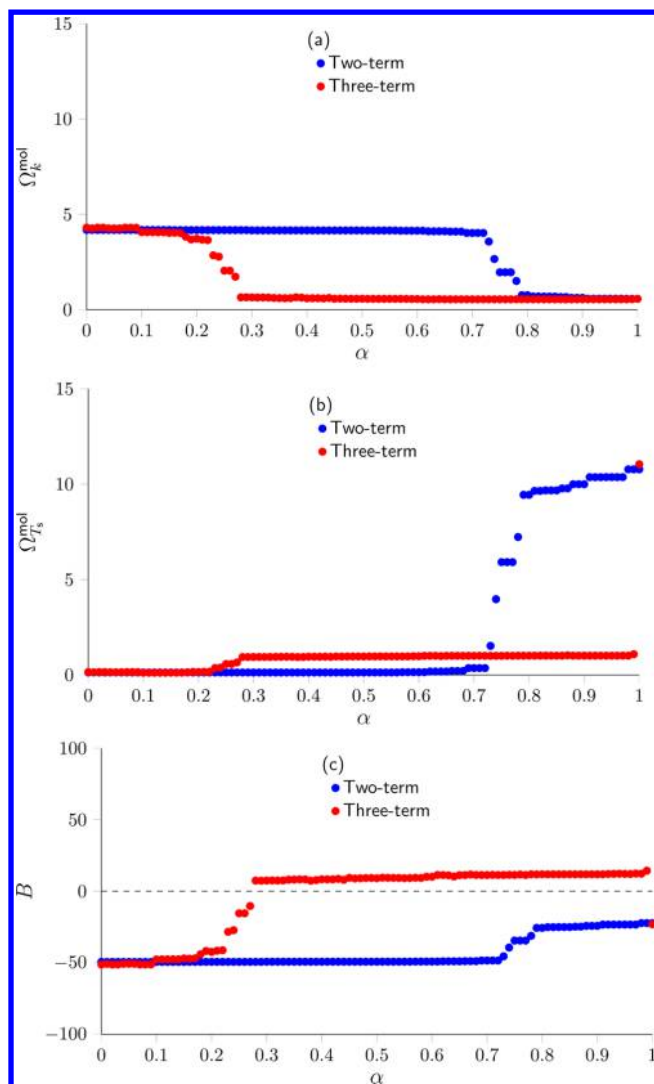 (a)
Two-term
Three-term
15
10
5
0
Ω_k^mol
0 0.1 0.2 0.3 0.4 0.5 0.6 0.7 0.8 0.9 1
α
(b)
Two-term
Three-term
15
10
5
0
Ω_{T_s}^mol
0 0.1 0.2 0.3 0.4 0.5 0.6 0.7 0.8 0.9 1
α
(c)
Two-term
Three-term
100
50
0
−50
−100
B
0 0.1 0.2 0.3 0.4 0.5 0.6 0.7 0.8 0.9 1
α